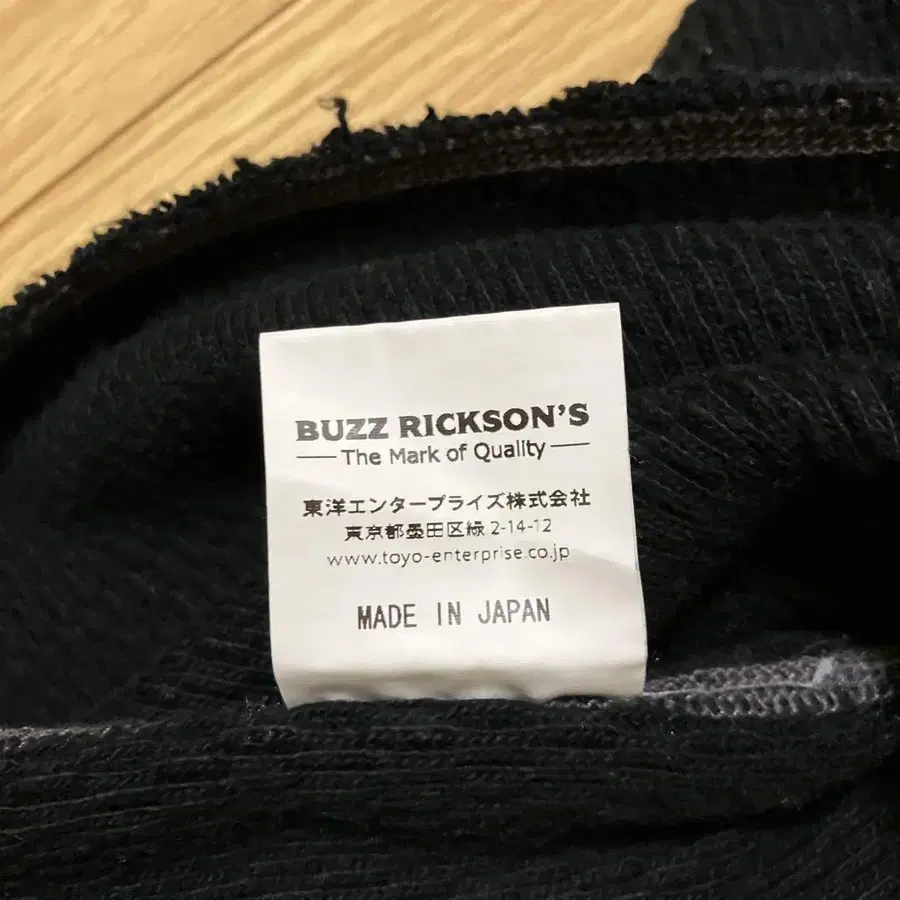 BUZZ RICKSON'S
The Mark of Quality
東洋エンタープライズ株式会社
東京都墨田区緑 2-14-12
www.toyo-enterprise.co.jp
MADE IN JAPAN